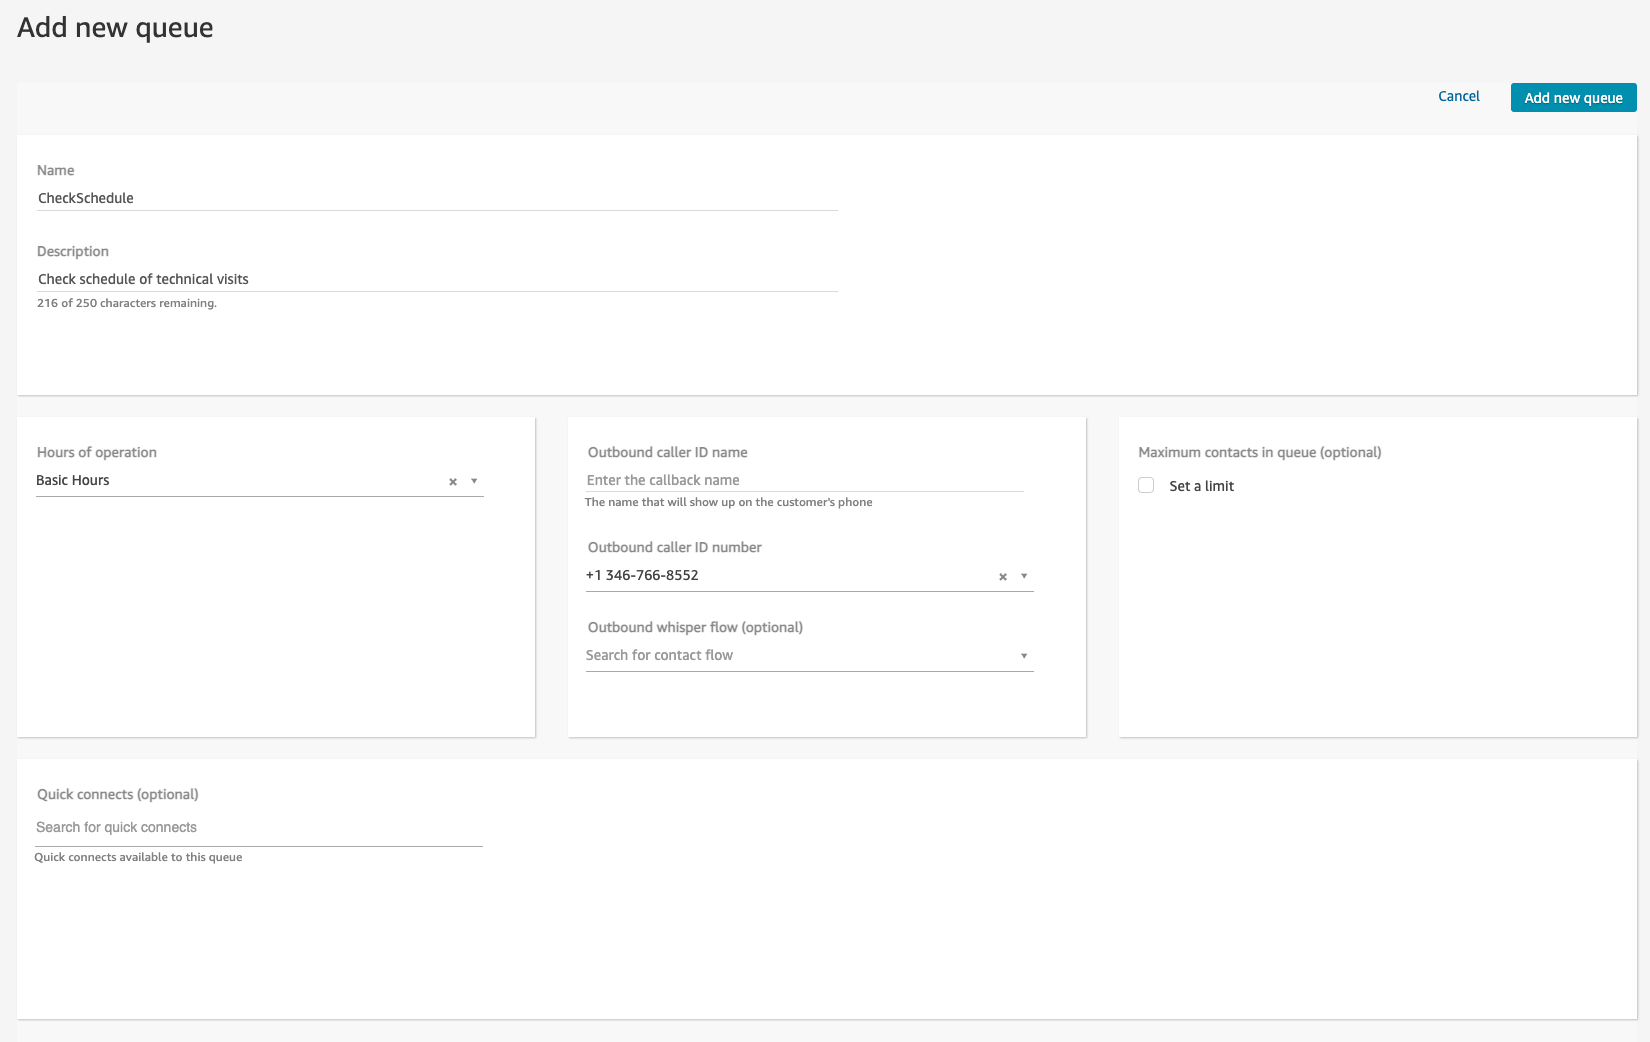 Add new queue
Cancel
Add new queue
Name
CheckSchedule
Description
Check schedule of technical visits
216 of 250 characters remaining.
Hours of operation
Basic Hours
Outbound caller ID name
Enter the callback name
The name that will show up on the customer's phone
Outbound caller ID number
+1 346-766-8552
Outbound whisper flow (optional)
Search for contact flow
Maximum contacts in queue (optional)
Set a limit
Quick connects (optional)
Search for quick connects
Quick connects available to this queue